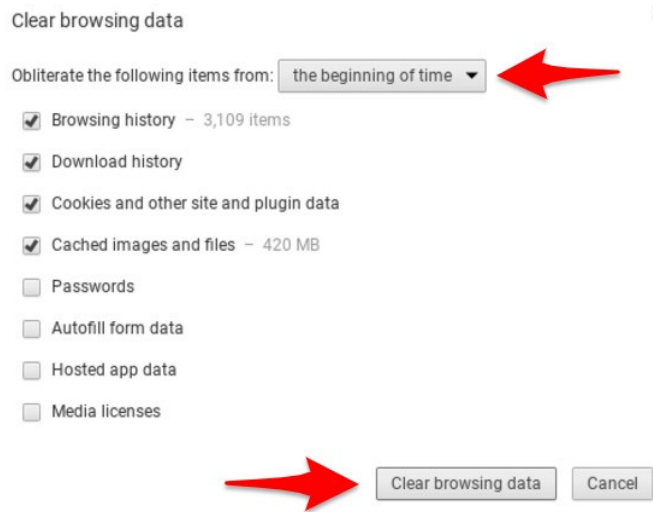 Clear browsing data
Obliterate the following items from: the beginning of time
Browsing history – 3,109 items
Download history
Cookies and other site and plugin data
Cached images and files – 420 MB
Passwords
Autofill form data
Hosted app data
Media licenses
Clear browsing data Cancel